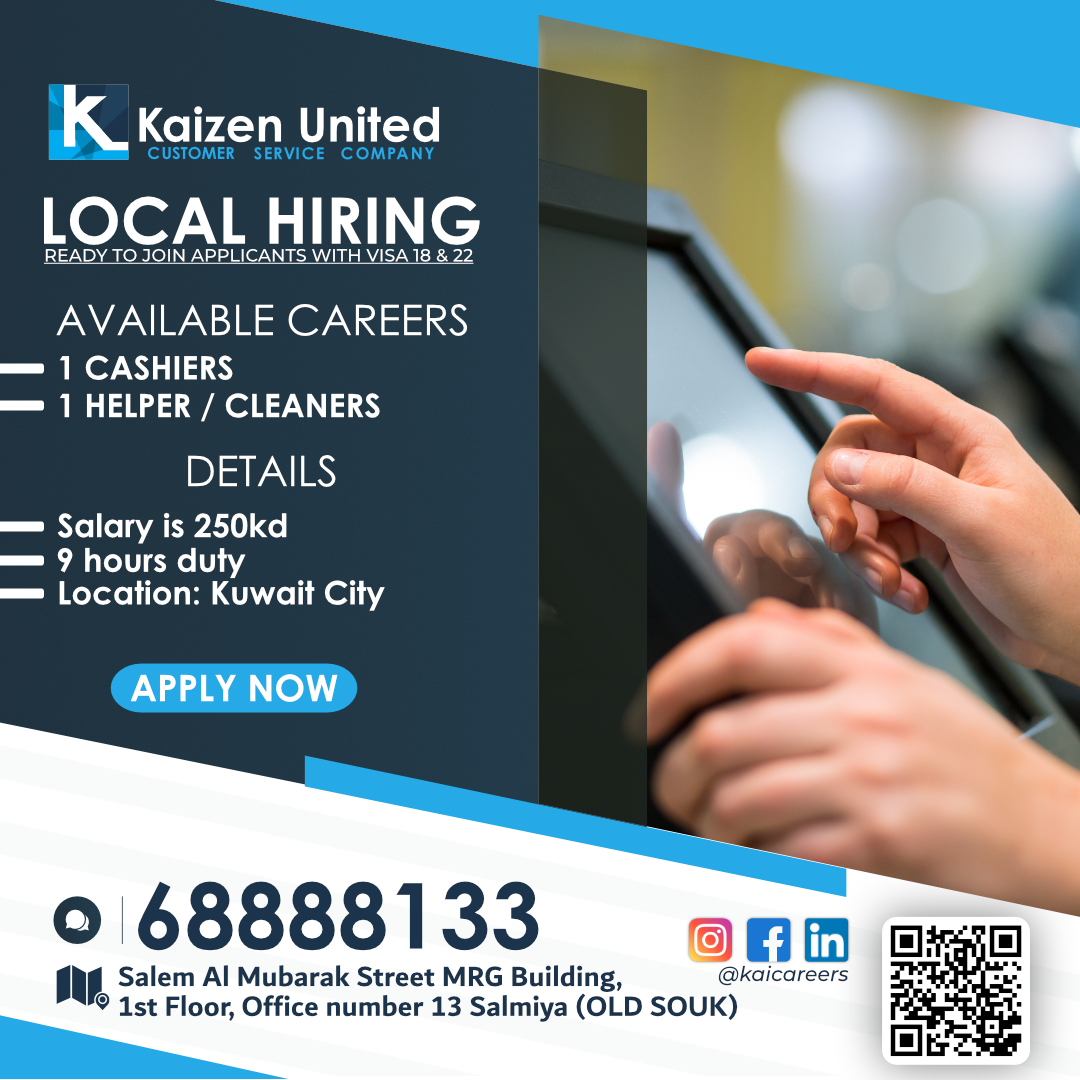 K Kaizen United
CUSTOMER SERVICE COMPANY
LOCAL HIRING
READY TO JOIN APPLICANTS WITH VISA 18 & 22
AVAILABLE CAREERS
1 CASHIERS
1 HELPER / CLEANERS
DETAILS
Salary is 250kd
9 hours duty
Location: Kuwait City
APPLY NOW
68888133
Salem Al Mubarak Street MRG Building,
1st Floor, Office number 13 Salmiya (OLD SOUK)
in
@kaicareers